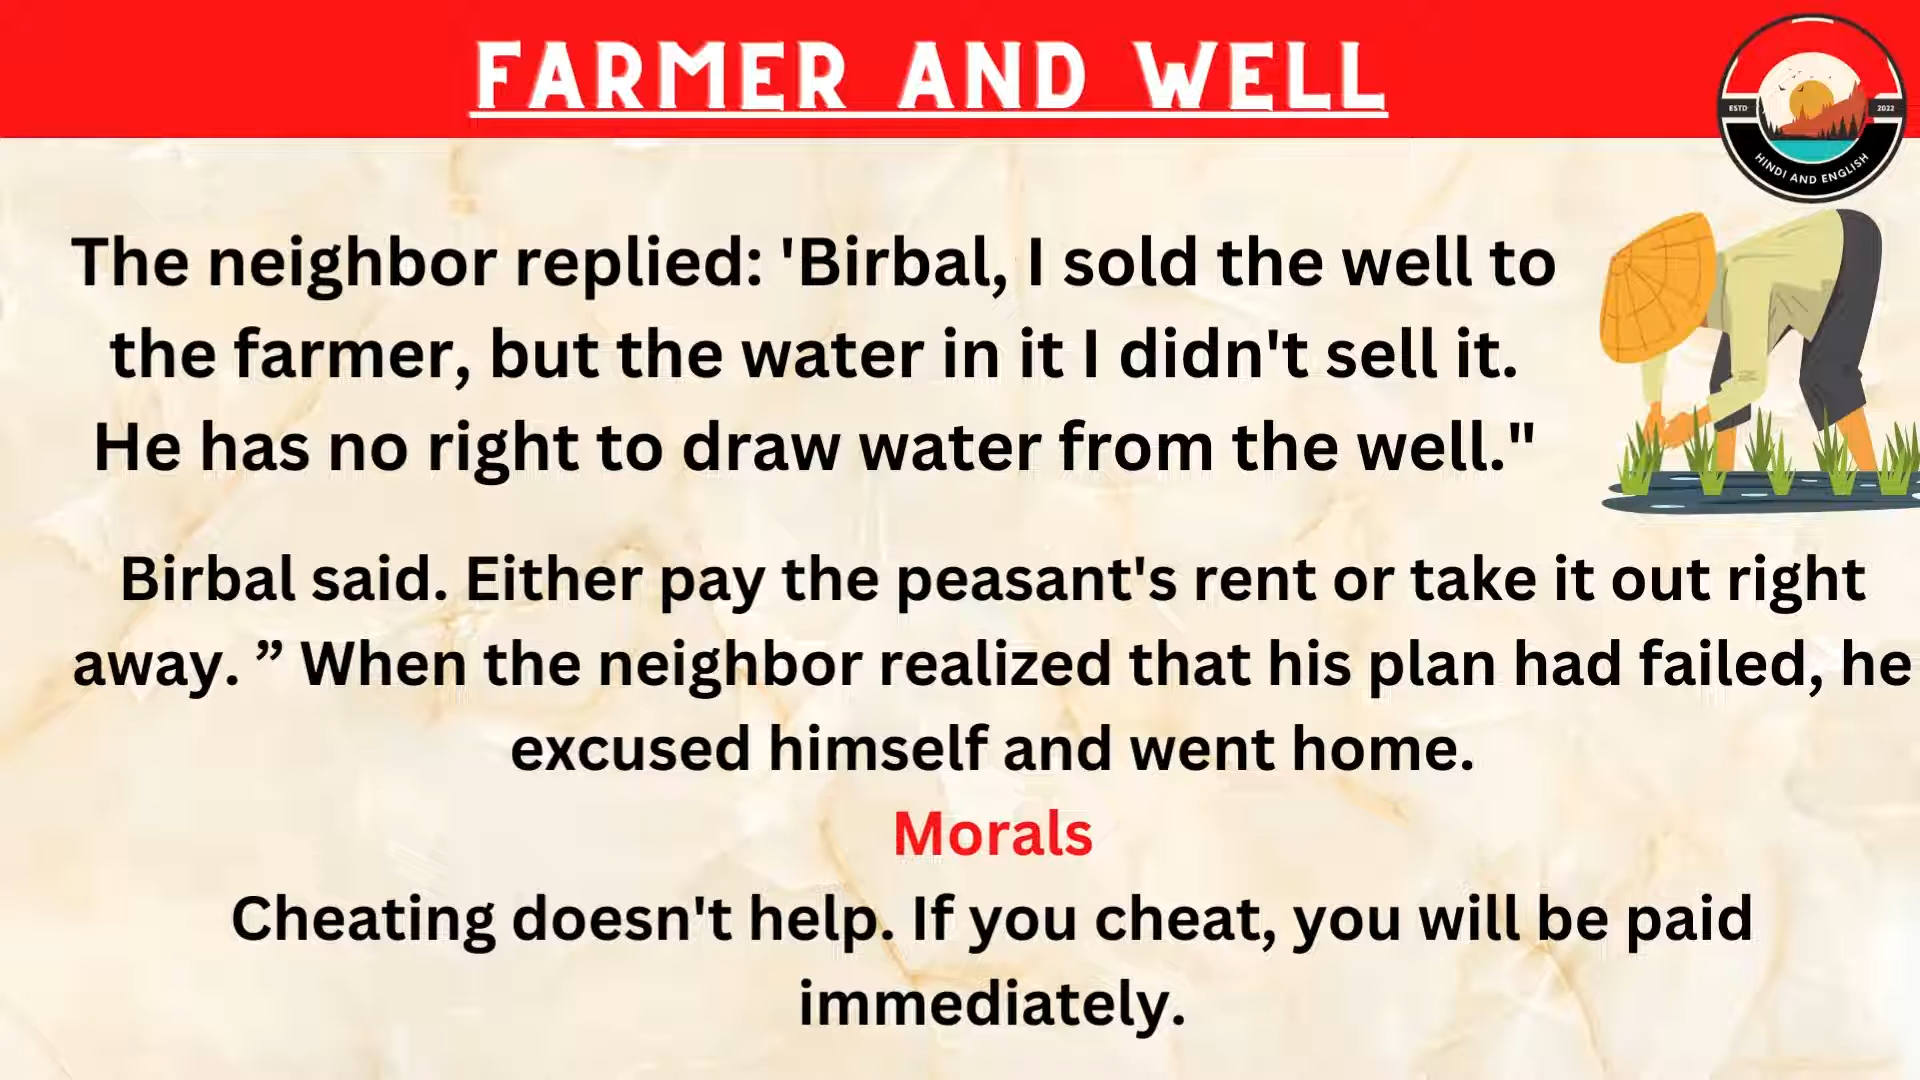 FARMER AND WELL
ESTD 2022
HINDI AND ENGLISH
The neighbor replied: 'Birbal, I sold the well to
the farmer, but the water in it I didn't sell it.
He has no right to draw water from the well."
Birbal said. Either pay the peasant's rent or take it out right
away. ” When the neighbor realized that his plan had failed, he
excused himself and went home.
Morals
Cheating doesn't help. If you cheat, you will be paid
immediately.